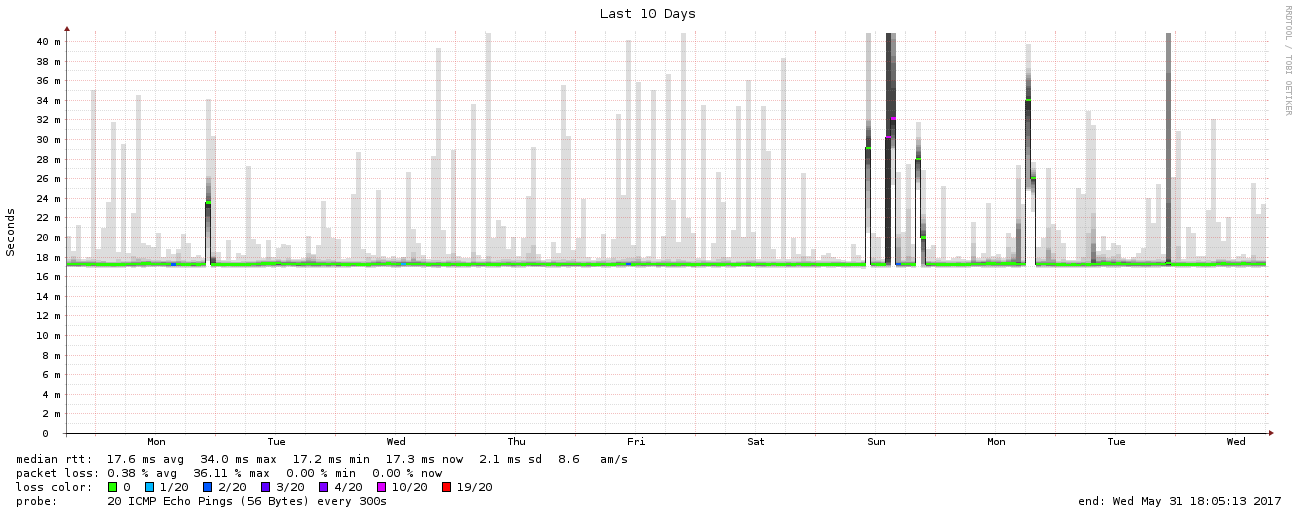 Last 10 Days
RRDTOOL / TOBI OETIKER
Seconds
40 m
38 m
36 m
34 m
32 m
30 m
28 m
26 m
24 m
22 m
20 m
18 m
16 m
14 m
12 m
10 m
8 m
6 m
4 m
2 m
0
Mon Tue Wed Thu Fri Sat Sun Mon Tue Wed
median rtt: 17.6 ms avg 34.0 ms max 17.2 ms min 17.3 ms now 2.1 ms sd 8.6 am/s
packet loss: 0.38 % avg 36.11 % max 0.00 % min 0.00 % now
loss color: 0 1/20 2/20 3/20 4/20 10/20 19/20
probe: 20 ICMP Echo Pings (56 Bytes) every 300s end: Wed May 31 18:05:13 2017